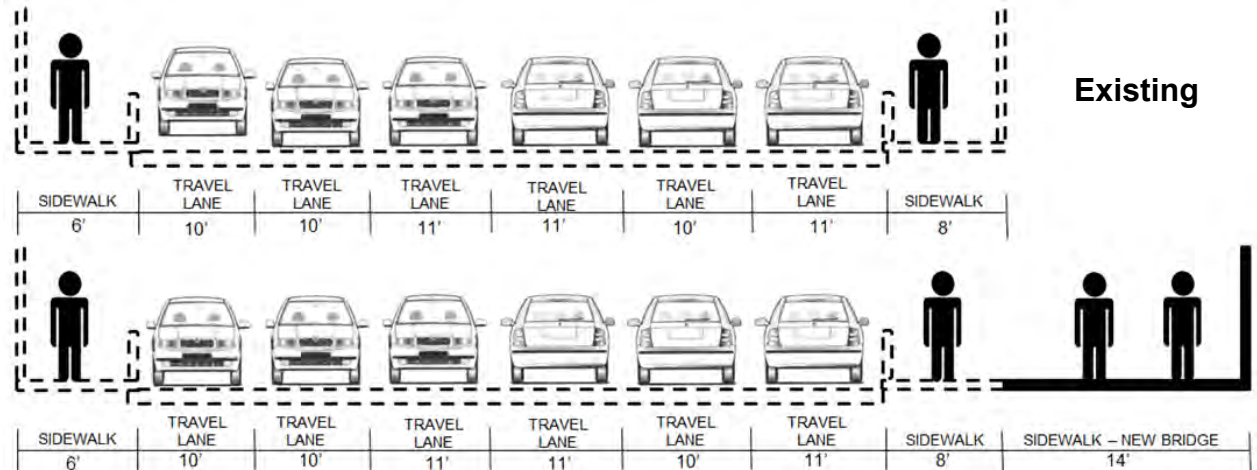 Existing
SIDEWALK
6'
TRAVEL
LANE
10'
TRAVEL
LANE
10'
TRAVEL
LANE
11'
TRAVEL
LANE
11'
TRAVEL
LANE
10'
TRAVEL
LANE
11'
SIDEWALK
8'
SIDEWALK
6'
TRAVEL
LANE
10'
TRAVEL
LANE
10'
TRAVEL
LANE
11'
TRAVEL
LANE
11'
TRAVEL
LANE
10'
TRAVEL
LANE
11'
SIDEWALK
8'
SIDEWALK – NEW BRIDGE
14'